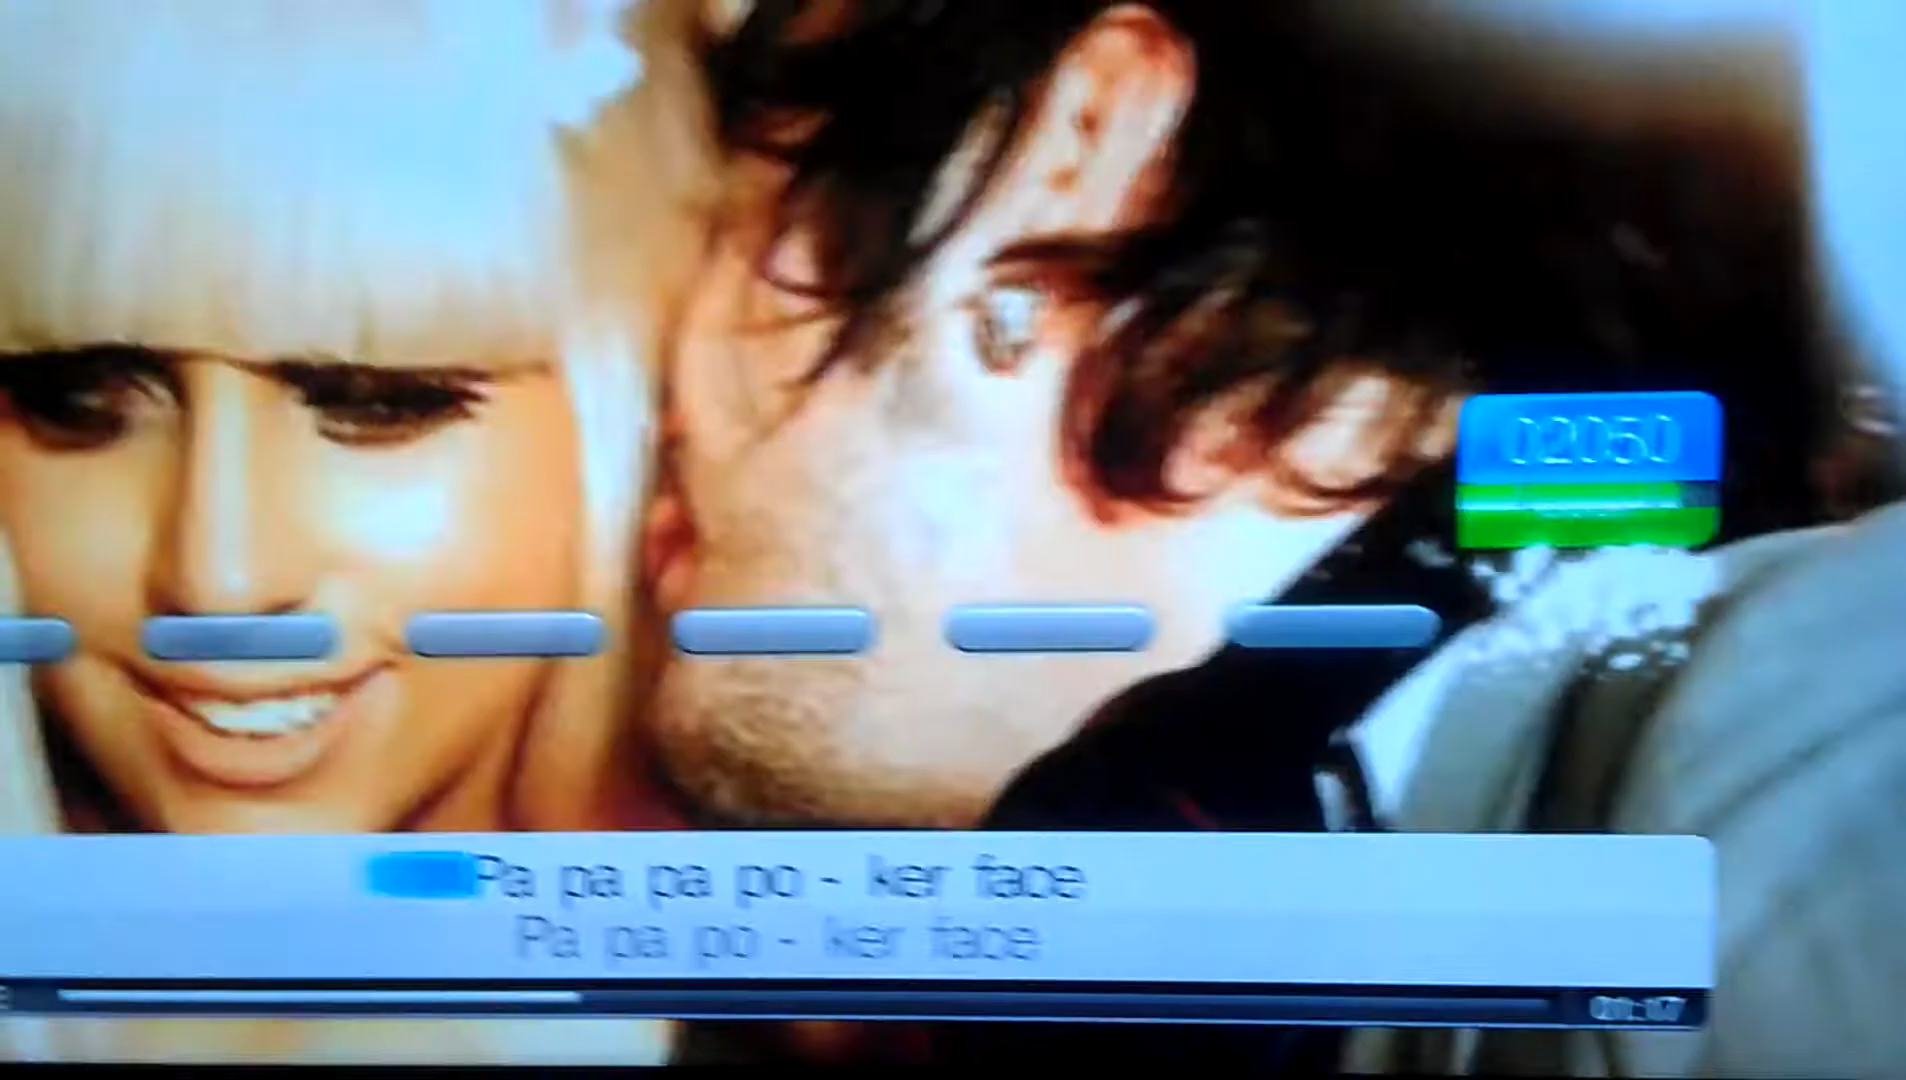 02050
Pa pa pa po - ker face
Pa pa po - ker face